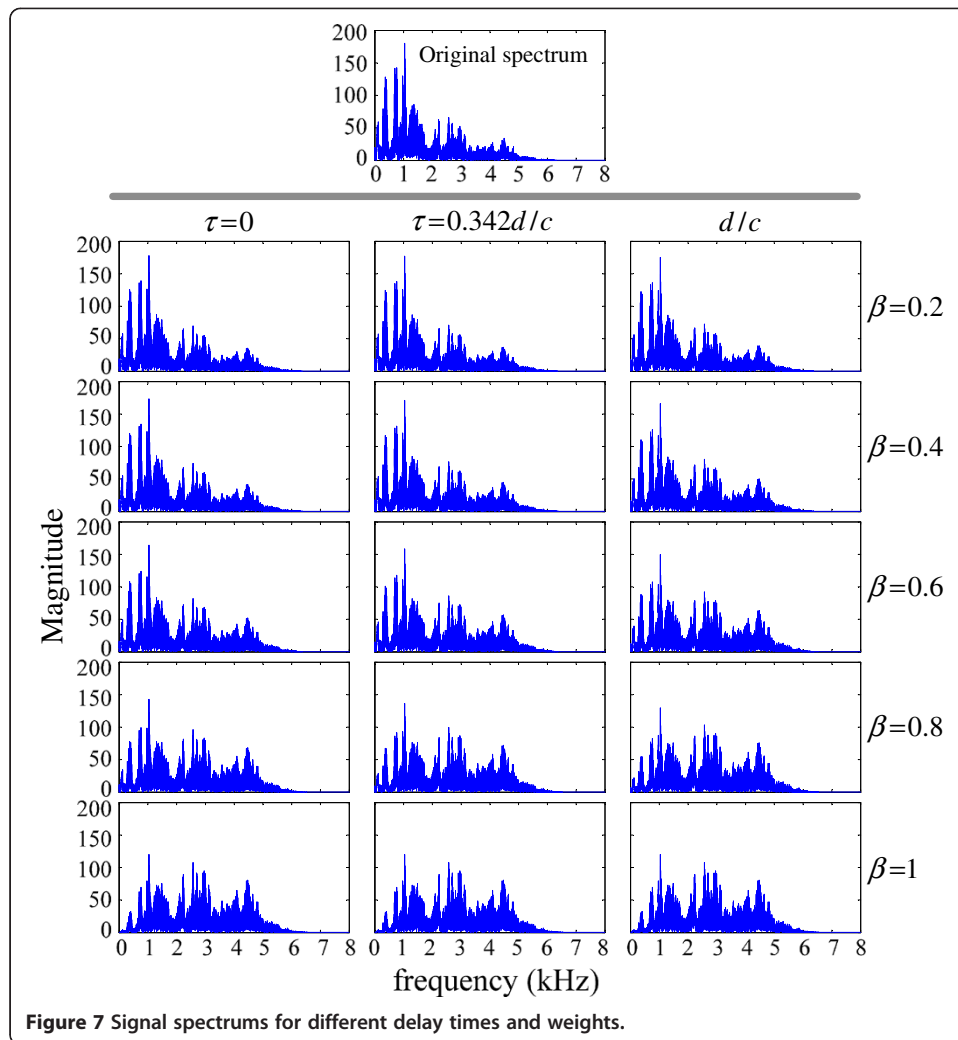 200
150
100
50
0
Original spectrum
0 1 2 3 4 5 6 7 8
τ=0
τ=0.342d/c
d/c
200
150
100
50
0
β=0.2
200
150
100
50
0
β=0.4
200
150
100
50
0
β=0.6
200
150
100
50
0
β=0.8
200
150
100
50
0
β=1
Magnitude
0 1 2 3 4 5 6 7 8
0 1 2 3 4 5 6 7 8
0 1 2 3 4 5 6 7 8
frequency (kHz)
Figure 7 Signal spectrums for different delay times and weights.